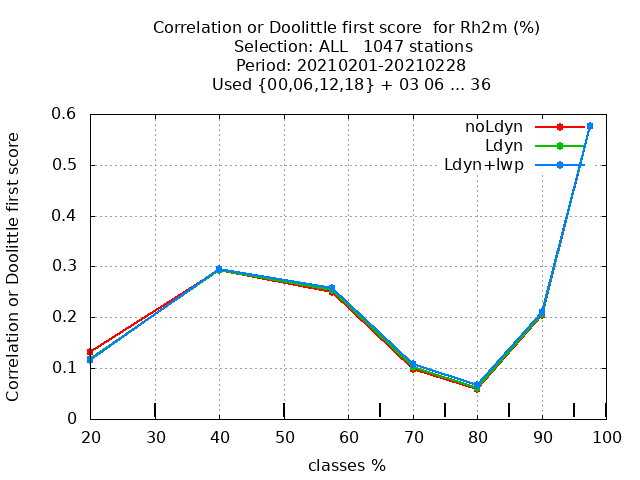 Correlation or Doolittle first score  for Rh2m (%)
Selection: ALL   1047 stations
Period: 20210201-20210228
Used {00,06,12,18} + 03 06 ... 36
Correlation or Doolittle first score
0.6
0.5
0.4
0.3
0.2
0.1
0
noLdyn
Ldyn
Ldyn+lwp
20 30 40 50 60 70 80 90 100
classes %